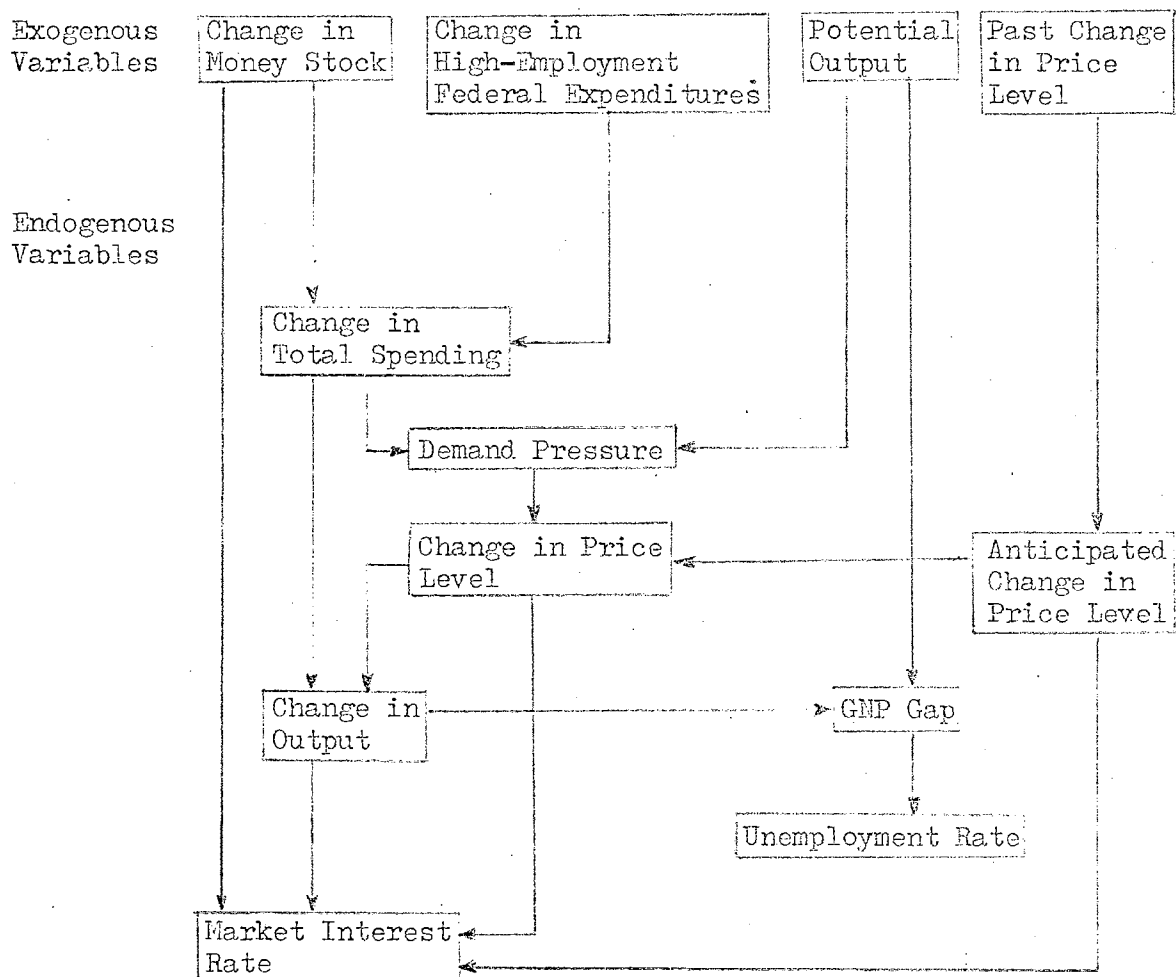 Exogenous
Variables
Change in
Money Stock
Change in
High-Employment
Federal Expenditures
Potential
Output
Past Change
in Price
Level
Endogenous
Variables
Change in
Total Spending
Demand Pressure
Change in Price
Level
Anticipated
Change in
Price Level
Change in
Output
GNP Gap
Unemployment Rate
Market Interest
Rate